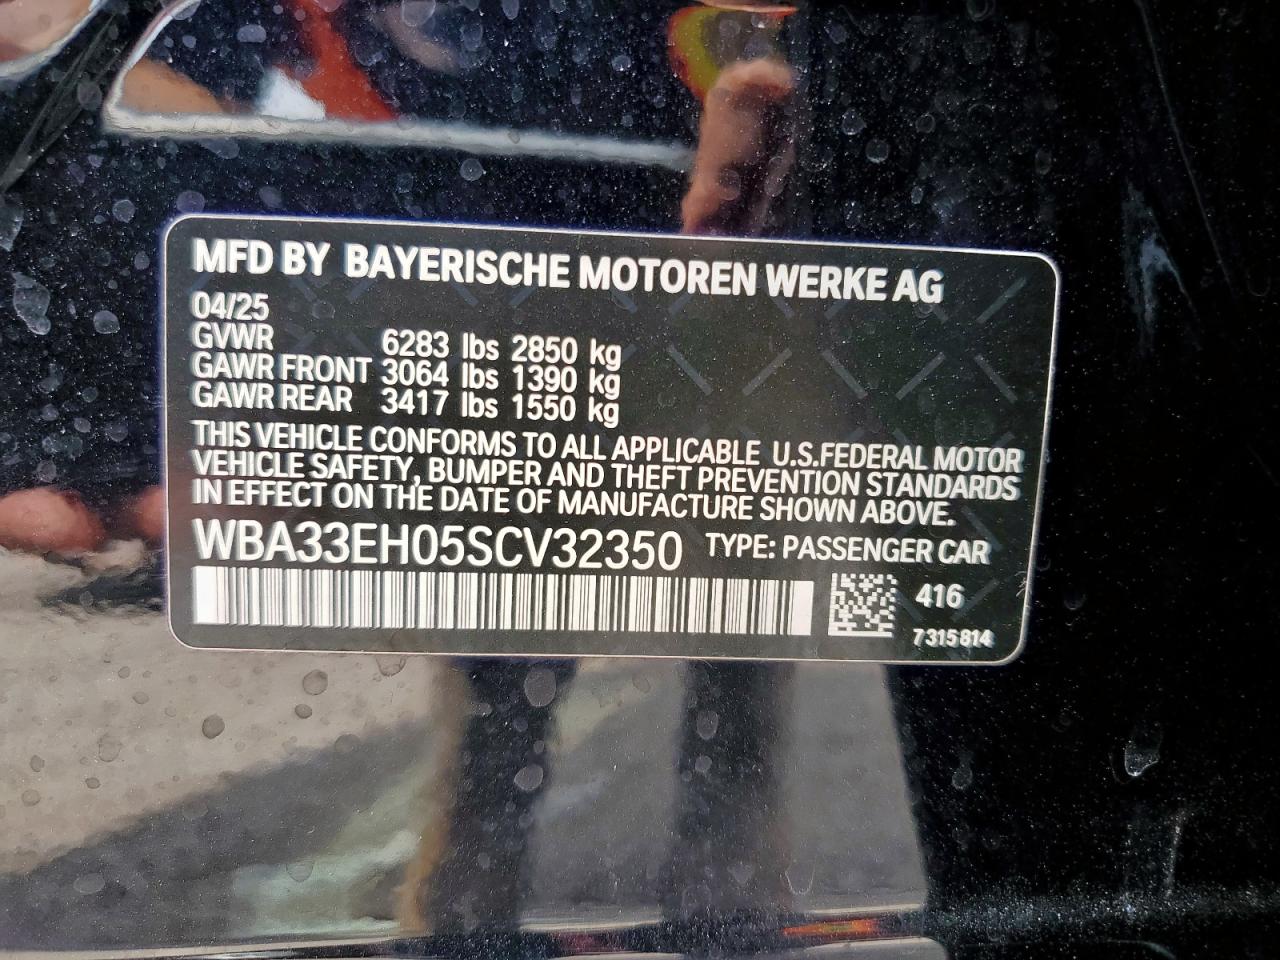 MFD BY BAYERISCHE MOTOREN WERKE AG
04/25
GVWR 6283 lbs 2850 kg
GAWR FRONT 3064 lbs 1390 kg
GAWR REAR 3417 lbs 1550 kg
THIS VEHICLE CONFORMS TO ALL APPLICABLE U.S.FEDERAL MOTOR
VEHICLE SAFETY, BUMPER AND THEFT PREVENTION STANDARDS
IN EFFECT ON THE DATE OF MANUFACTURE SHOWN ABOVE.
WBA33EH05SCV32350 TYPE: PASSENGER CAR
416
7315814